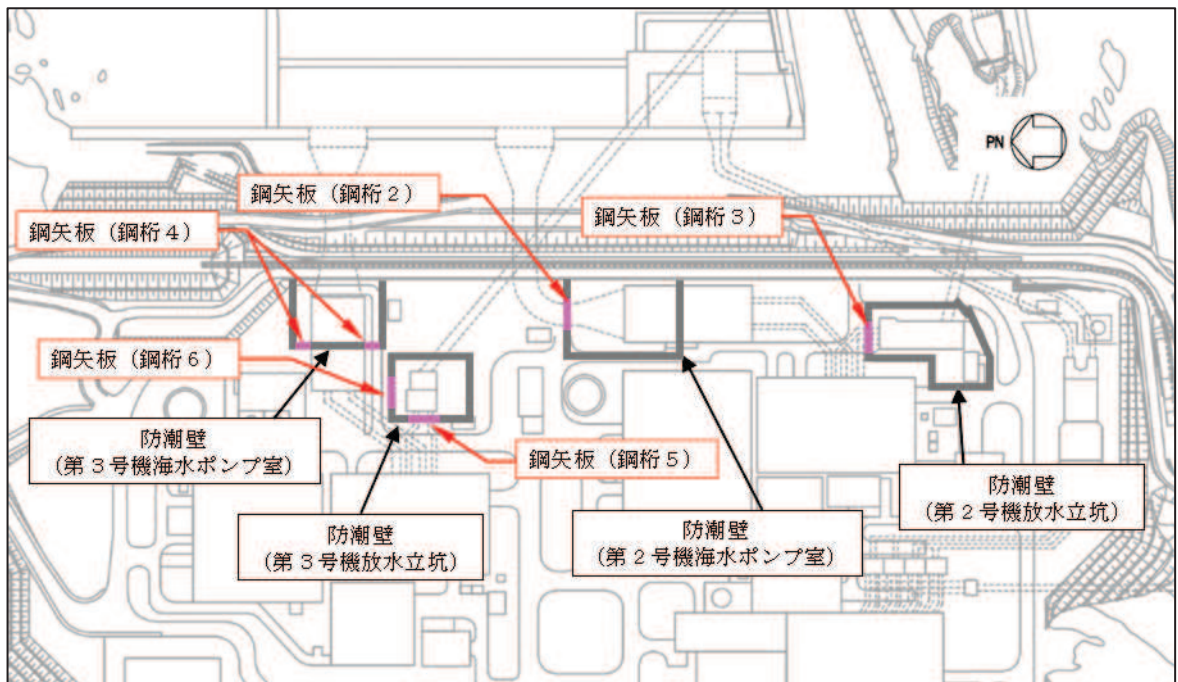 PN
鋼矢板（鋼桁２）
鋼矢板（鋼桁３）
鋼矢板（鋼桁４）
鋼矢板（鋼桁６）
鋼矢板（鋼桁５）
防潮壁
（第３号機海水ポンプ室）
防潮壁
（第３号機放水立坑）
防潮壁
（第２号機海水ポンプ室）
防潮壁
（第２号機放水立坑）